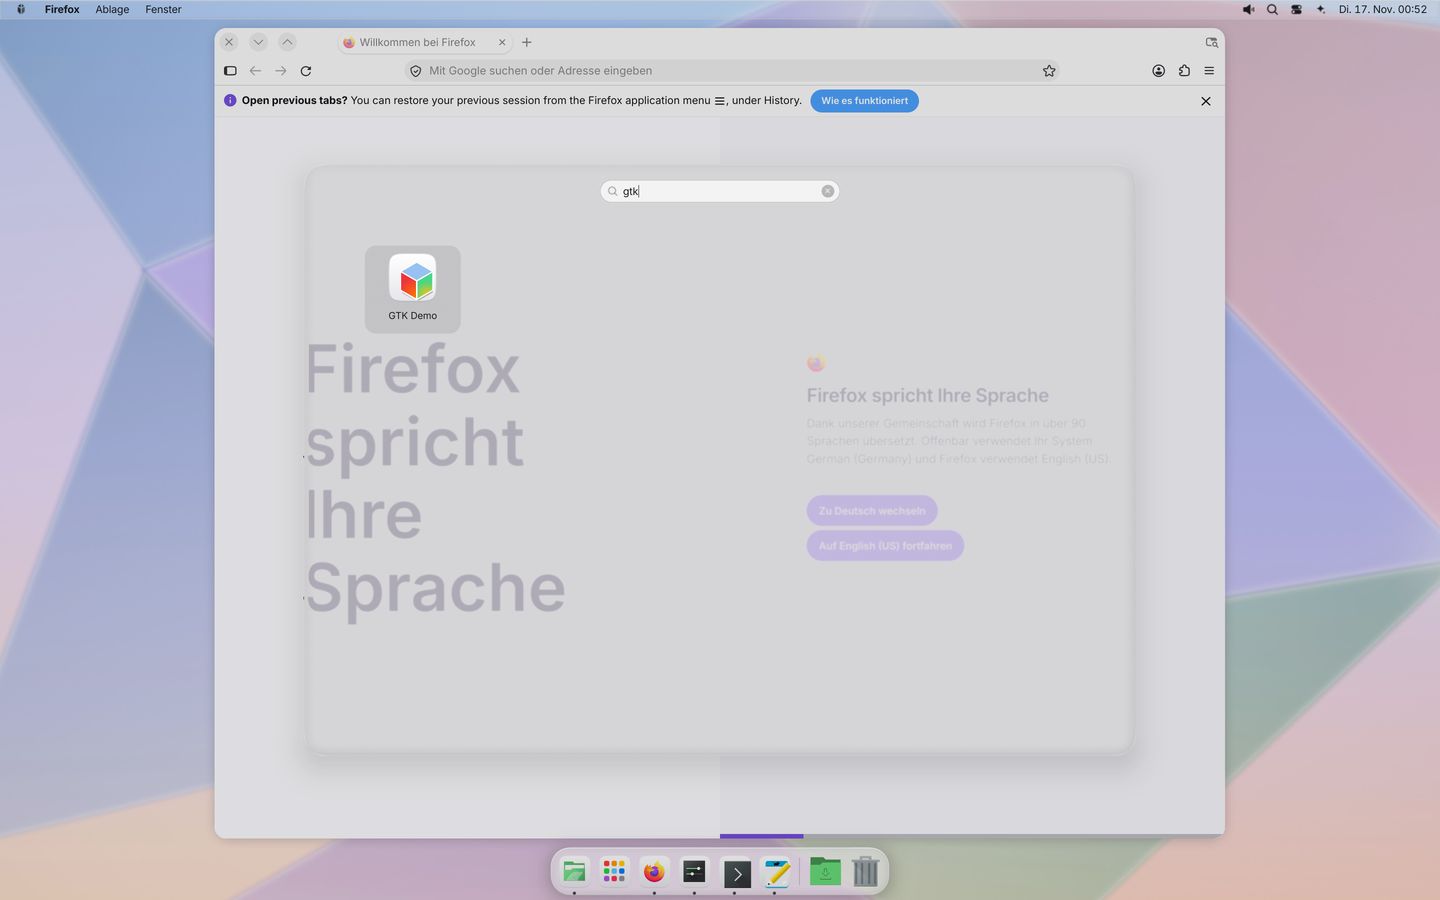 Firefox Ablage Fenster Di. 17. Nov. 00:52
Willkommen bei Firefox
Mit Google suchen oder Adresse eingeben
Open previous tabs? You can restore your previous session from the Firefox application menu ☰, under History. Wie es funktioniert
gtk
GTK Demo
Firefox
spricht
Ihre
Sprache
Firefox spricht Ihre Sprache
Dank unserer Gemeinschaft wird Firefox in über 90
Sprachen übersetzt. Offenbar verwendet Ihr System
German (Germany) und Firefox verwendet English (US).
Zu Deutsch wechseln
Auf English (US) fortfahren